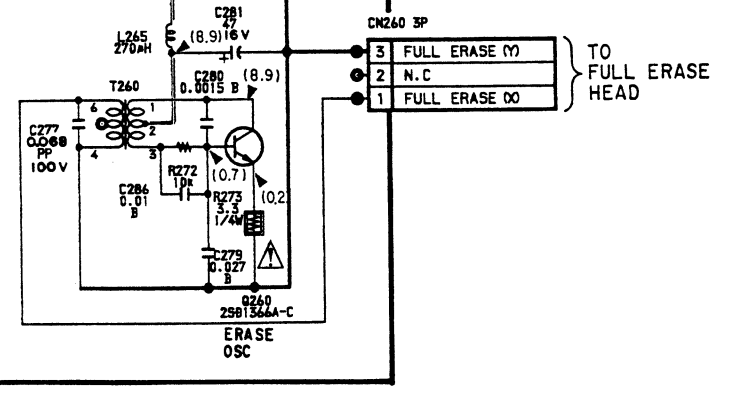 C281
47
16V
L265
270µH
(8.9)
CN260 3P
3 FULL ERASE (Y)
2 N.C
1 FULL ERASE (X)
TO
FULL ERASE
HEAD
T260
C280
0.0015 B
(8.9)
6
1
2
4
3
C277
0.068
PP
100V
R272
10k
(0.7)
(0.2
C286
0.01
B
R273
3.3
1/4W
C279
0.027
B
Q260
2SB1366A-C
ERASE
OSC